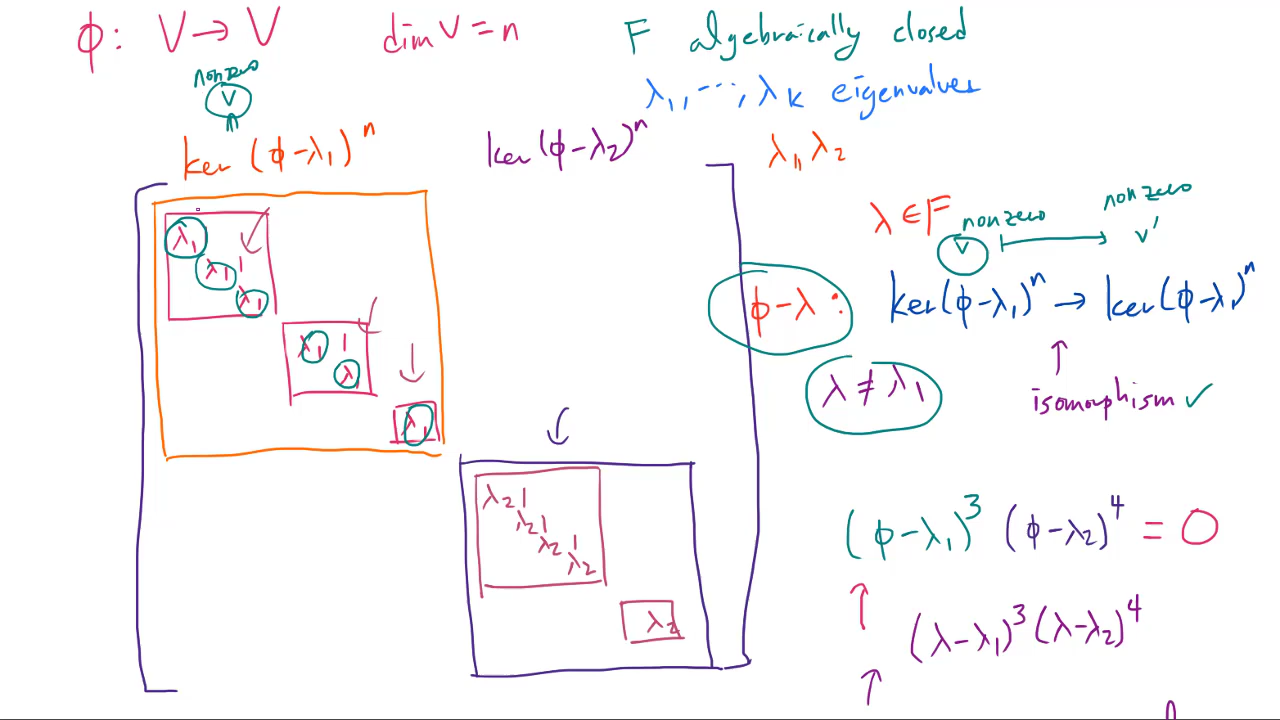 ϕ: V → V dim V = n F algebraically closed
nonzero
v
λ₁, ⋯, λₖ eigenvalues
ker (ϕ-λ₁)ⁿ ker(ϕ-λ₂)ⁿ λ₁, λ₂
λ ∈ F
nonzero nonzero
v ↦ v'
λ₁
λ₁ 1
λ₁
ϕ-λ : ker(ϕ-λ₁)ⁿ → ker(ϕ-λ₁)ⁿ
λ₁ 1
λ₁
λ ≠ λ₁
isomorphism ✓
λ₁
λ₂ 1
λ₂ 1
λ₂ 1
λ₂
(ϕ-λ₁)³ (ϕ-λ₂)⁴ = 0
λ₂
(λ-λ₁)³(λ-λ₂)⁴